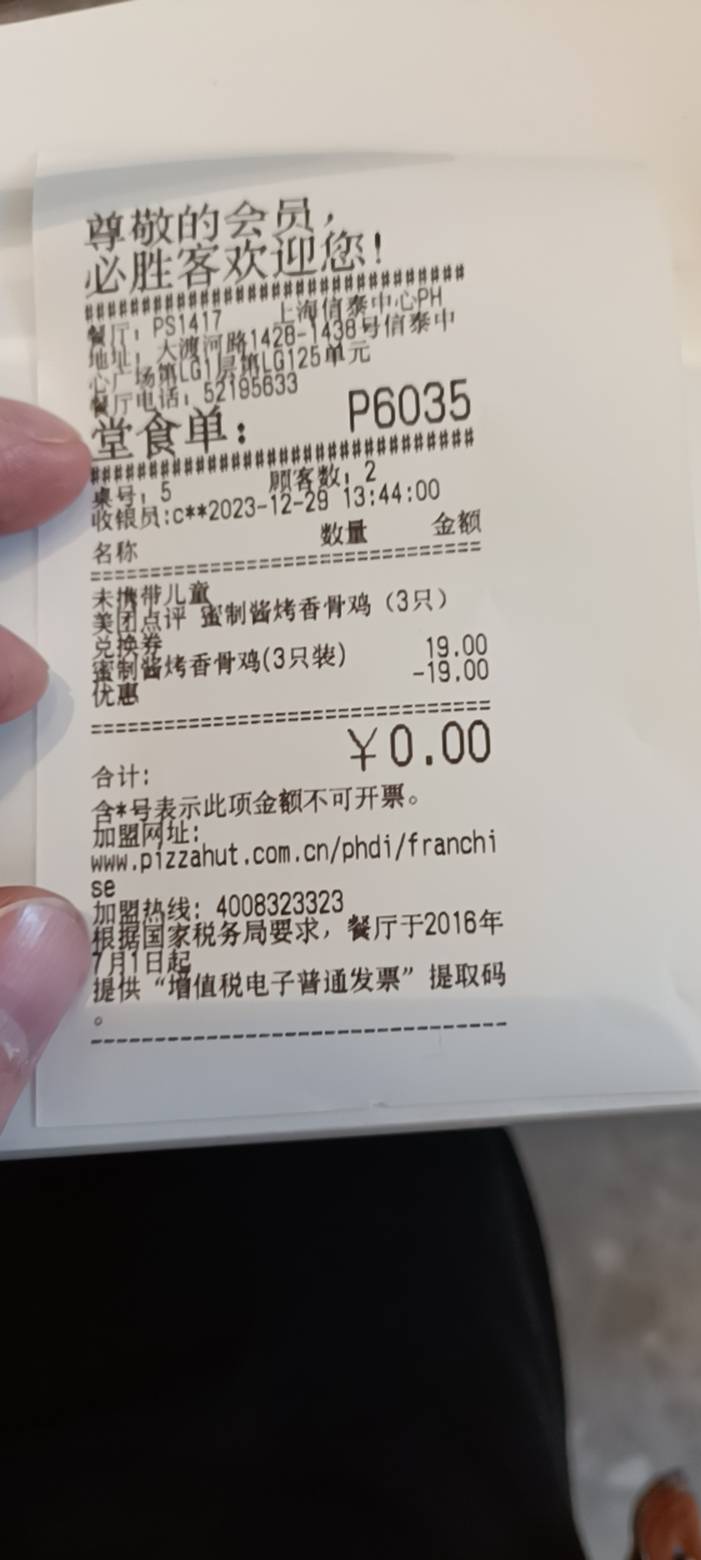 尊敬的会员，
必胜客欢迎您！
####################################
餐厅：PS1417 上海信泰中心PH
地址：大渡河路1428-1438号信泰中
心广场第LG1层第LG125单元
餐厅电话：52195633
堂食单： P6035
####################################
桌号：5 顾客数：2
收银员:c**2023-12-29 13:44:00
名称 数量 金额
====================================
未携带儿童
美团点评 蜜制酱烤香骨鸡（3只）
兑换券
蜜制酱烤香骨鸡(3只装) 19.00
优惠 -19.00
====================================
合计: ￥0.00
含*号表示此项金额不可开票。
加盟网址:
www.pizzahut.com.cn/phdi/franchi
se
加盟热线: 4008323323
根据国家税务局要求，餐厅于2016年
7月1日起
提供“增值税电子普通发票”提取码
。
------------------------------------